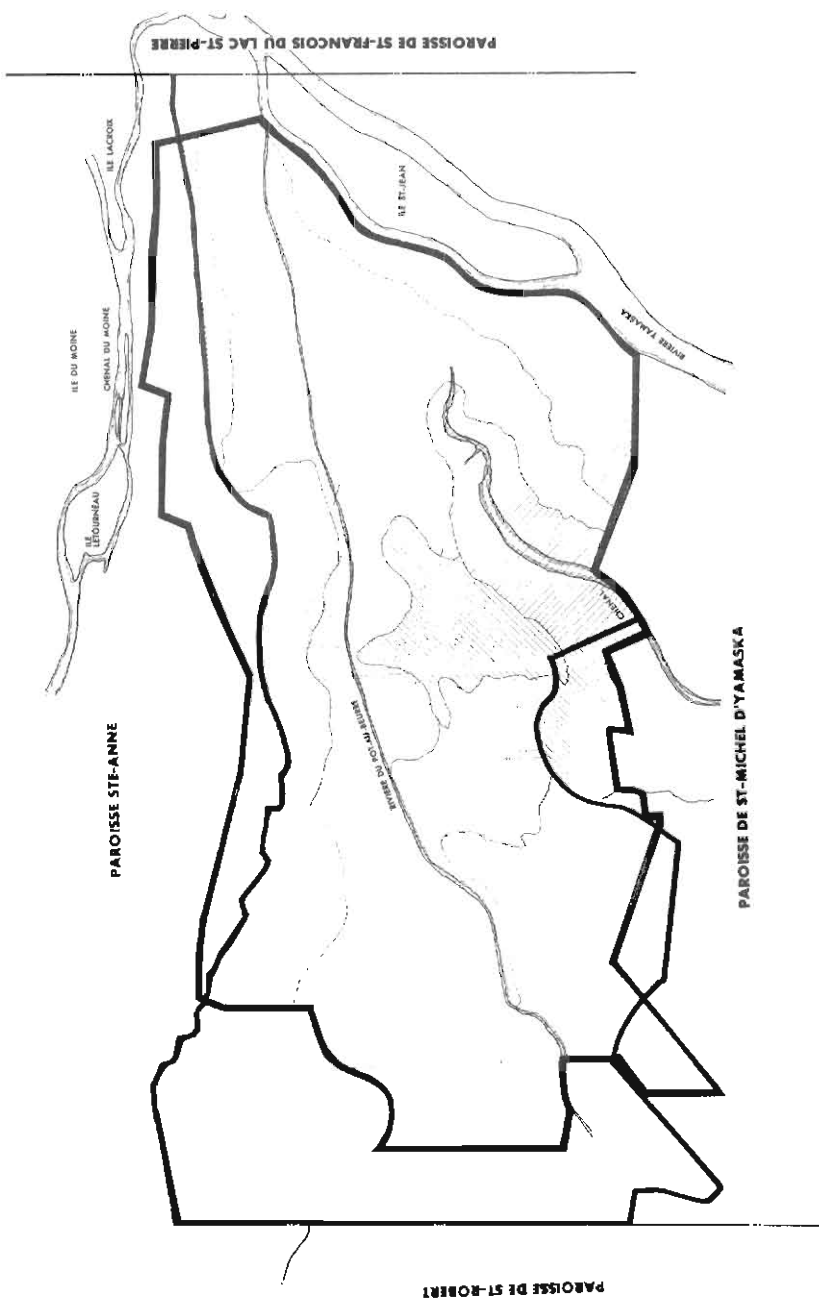 PAROISSE DE ST-FRANCOIS DU LAC ST-PIERRE
ILE LACROIX
ILE DU MOINE
CHENAL DU MOINE
ILE ST-JEAN
RIVIERE YAMASKA
ILE
LETOURNEAU
CHENAL
RIVIERE DU POT AU BEURRE
PAROISSE STE-ANNE
PAROISSE DE ST-MICHEL D'YAMASKA
PAROISSE DE ST-ROBERT